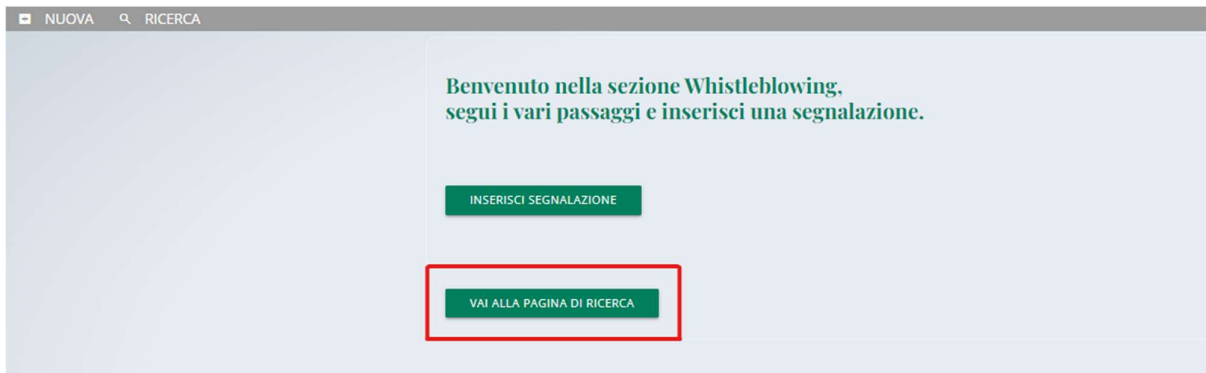 NUOVA RICERCA
Benvenuto nella sezione Whistleblowing,
segui i vari passaggi e inserisci una segnalazione.
INSERISCI SEGNALAZIONE
VAI ALLA PAGINA DI RICERCA